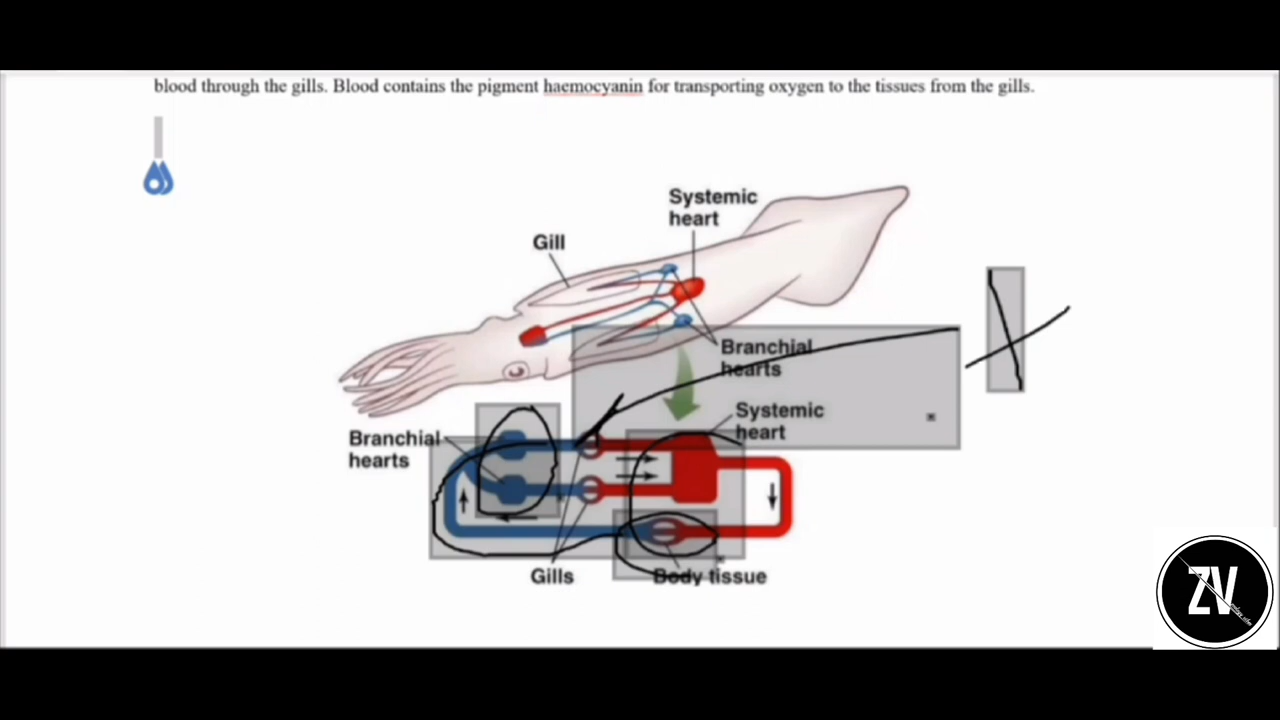 blood through the gills. Blood contains the pigment haemocyanin for transporting oxygen to the tissues from the gills.
Systemic
heart
Gill
Branchial
hearts
Systemic
heart
Branchial
hearts
Gills
Body tissue
ZV